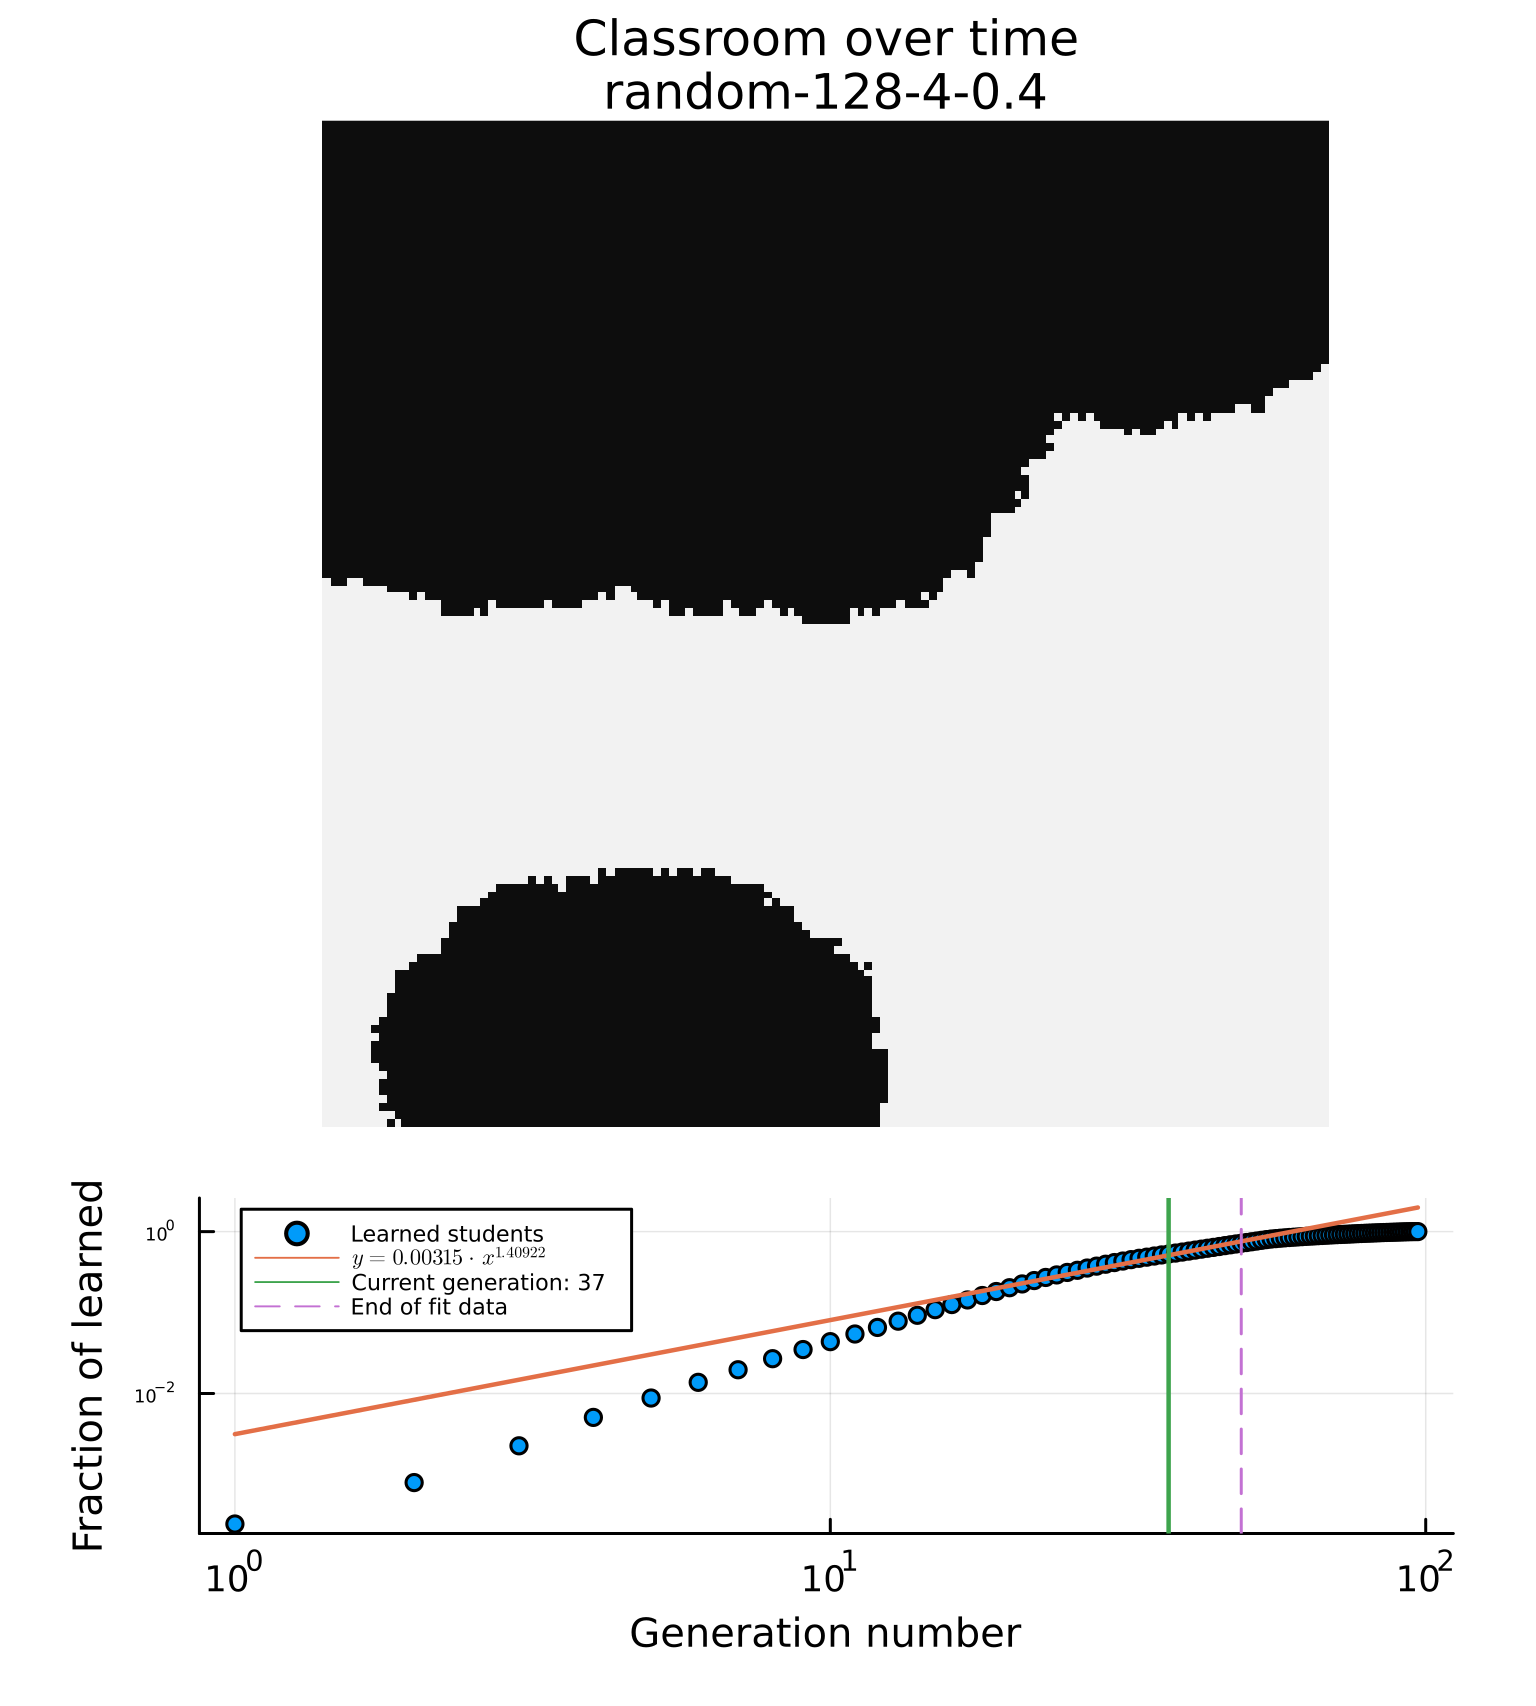 Classroom over time
random-128-4-0.4
Fraction of learned
10^0
10^-2
Learned students
y = 0.00315 · x^1.40922
Current generation: 37
End of fit data
10^0 10^1 10^2
Generation number